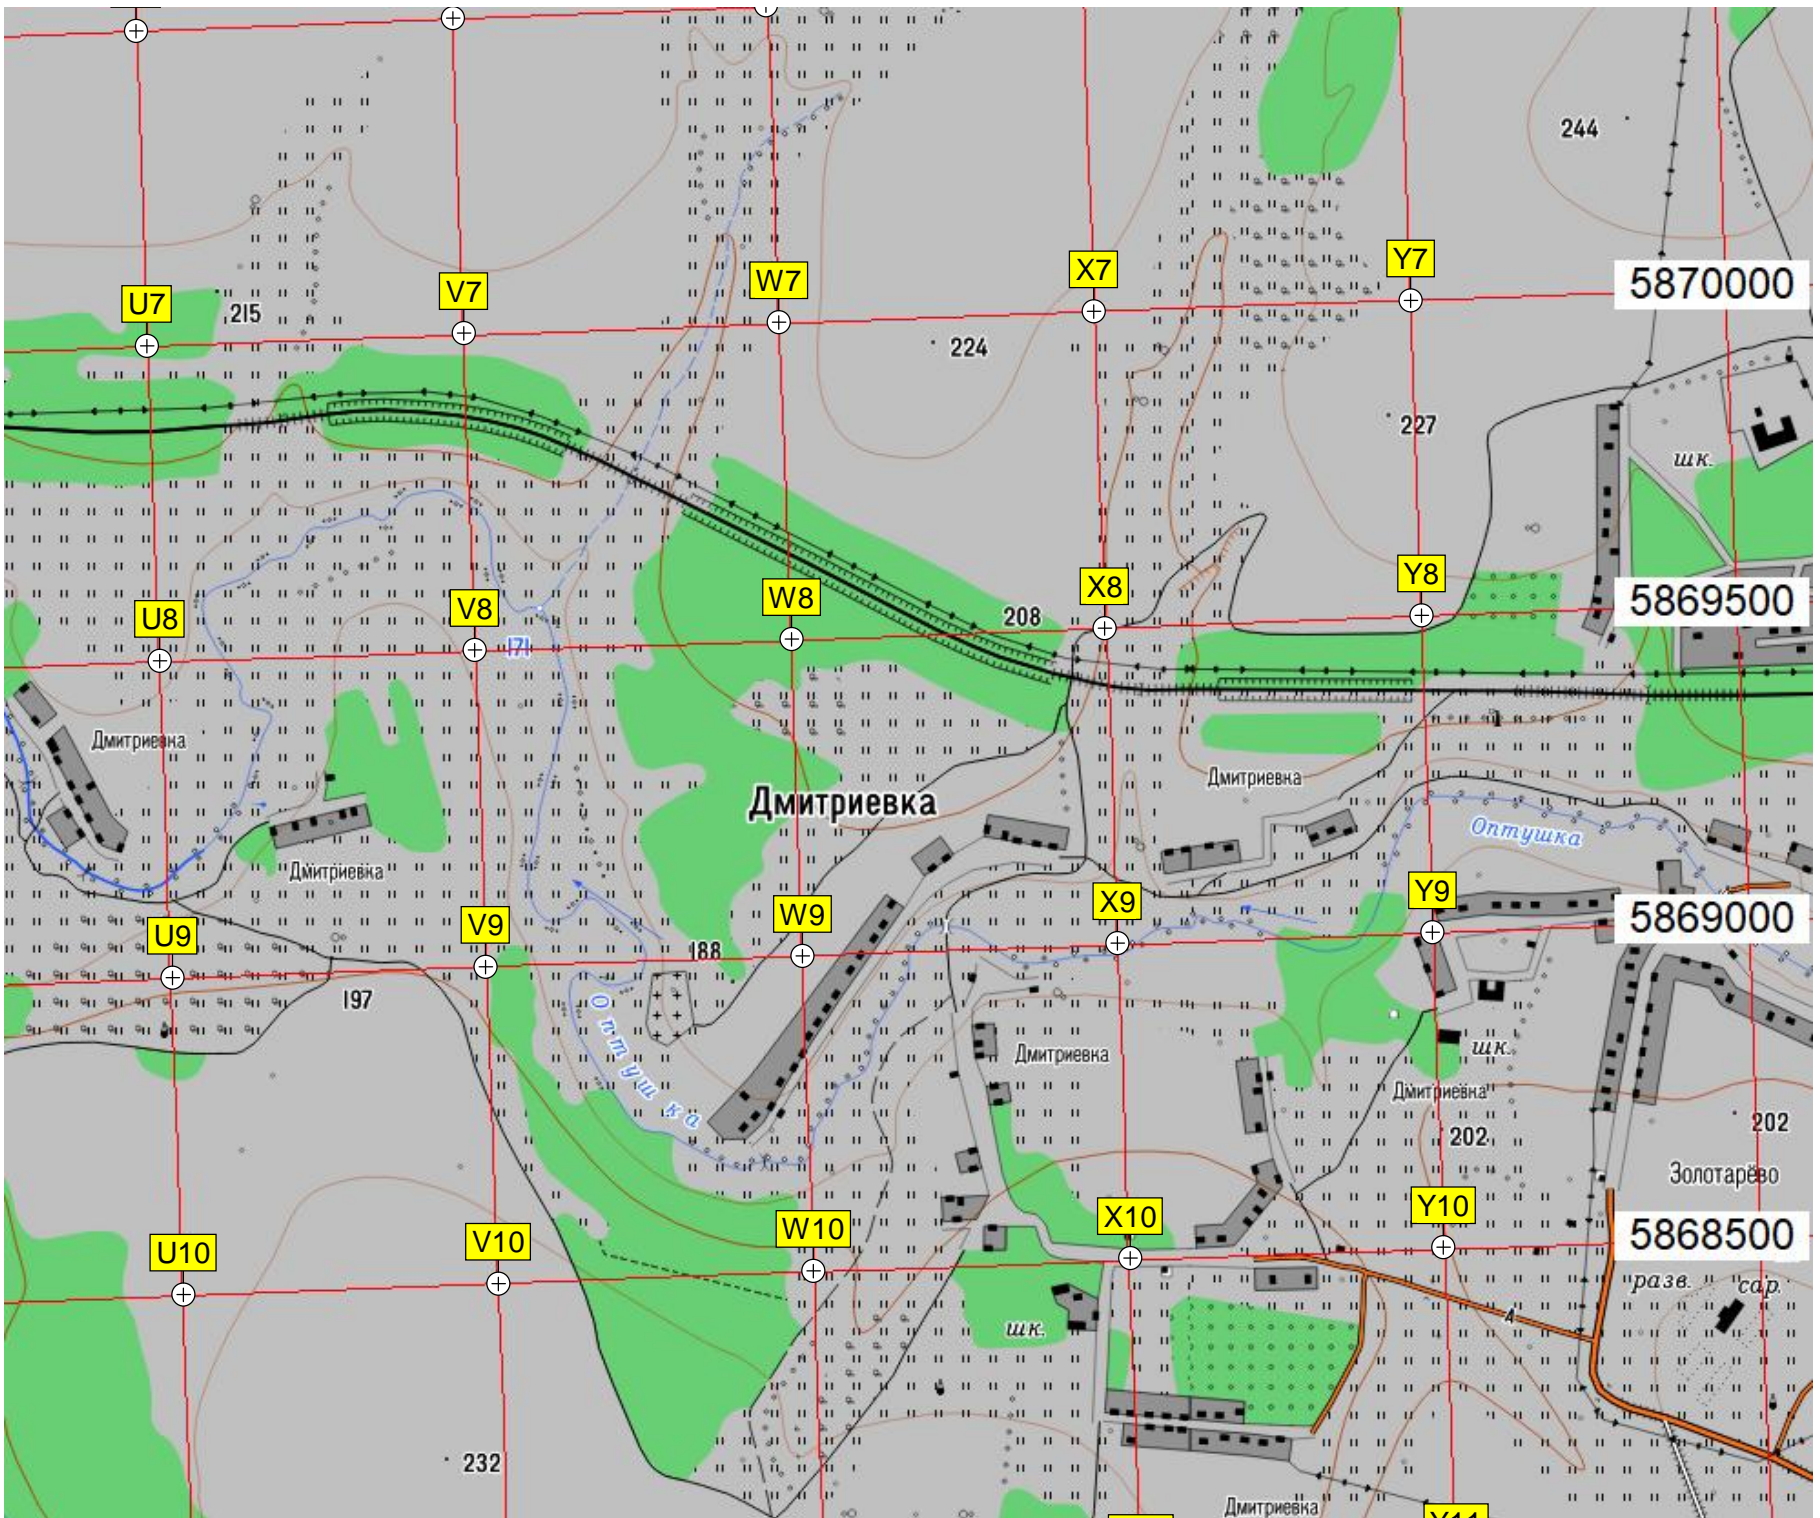 244
Y7
X7
W7
V7
U7
5870000
215
224
227
шк.
Y8
X8
W8
V8
U8
5869500
208
171
Дмитриевка
Дмитриевка
Дмитриевка
Оптушка
Дмитриевка
Y9
X9
W9
V9
U9
5869000
188
197
Оптушка
Дмитриевка
шк.
Дмитриевка
202
202
Золотарёво
Y10
X10
W10
V10
U10
5868500
разв.
сар.
А
шк.
232
Дмитриевка
Y11